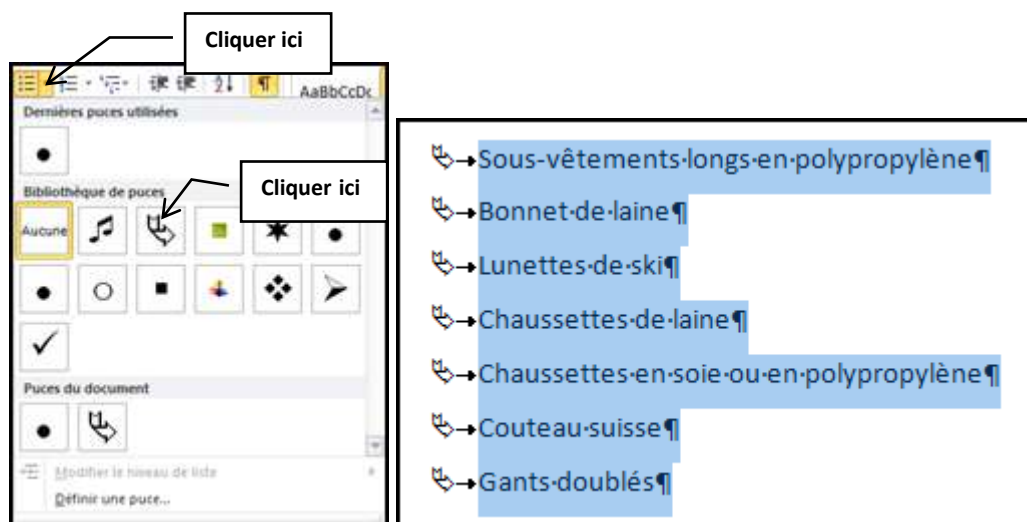 Cliquer ici
AaBbCcDc
Dernières puces utilisées
Bibliothèque de puces
Cliquer ici
Aucune
Puces du document
Modifier le niveau de liste
Définir une puce...
Sous-vêtements·longs·en·polypropylène¶
Bonnet·de·laine¶
Lunettes·de·ski¶
Chaussettes·de·laine¶
Chaussettes·en·soie·ou·en·polypropylène¶
Couteau·suisse¶
Gants·doublés¶